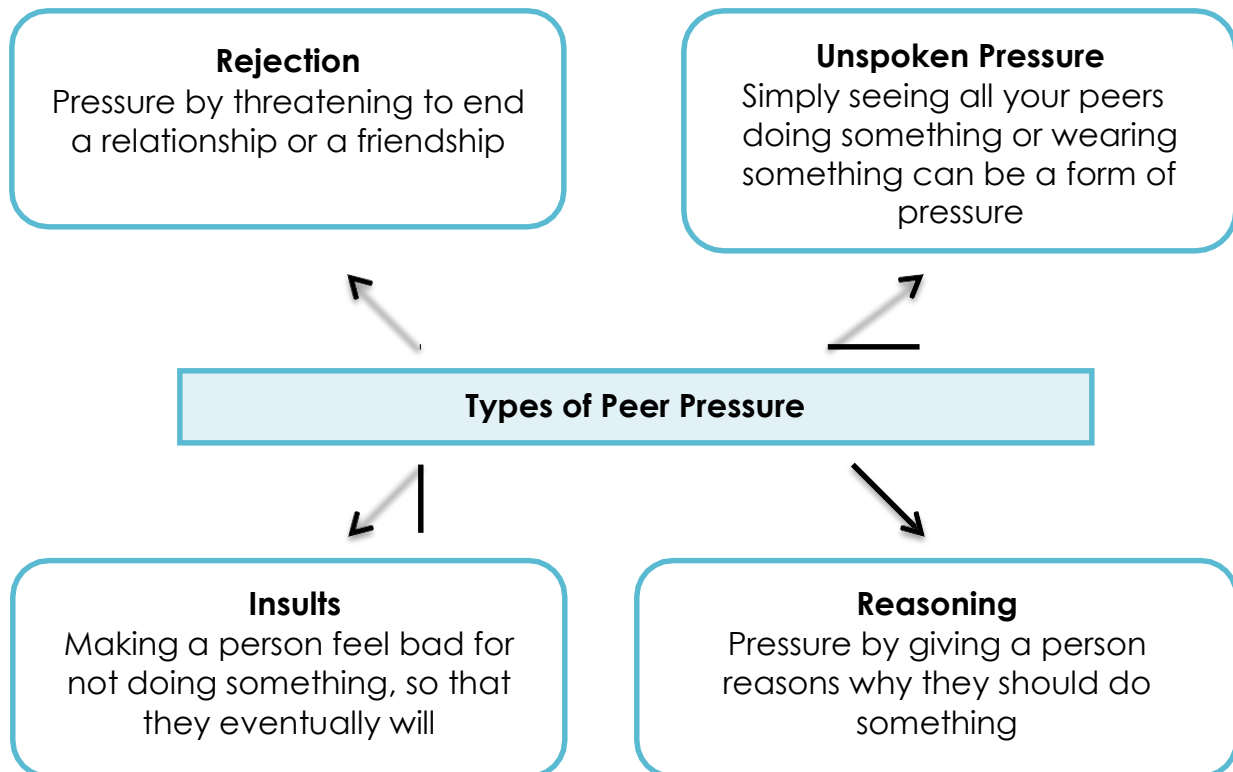 Rejection
Pressure by threatening to end
a relationship or a friendship
Unspoken Pressure
Simply seeing all your peers
doing something or wearing
something can be a form of
pressure
Types of Peer Pressure
Insults
Making a person feel bad for
not doing something, so that
they eventually will
Reasoning
Pressure by giving a person
reasons why they should do
something